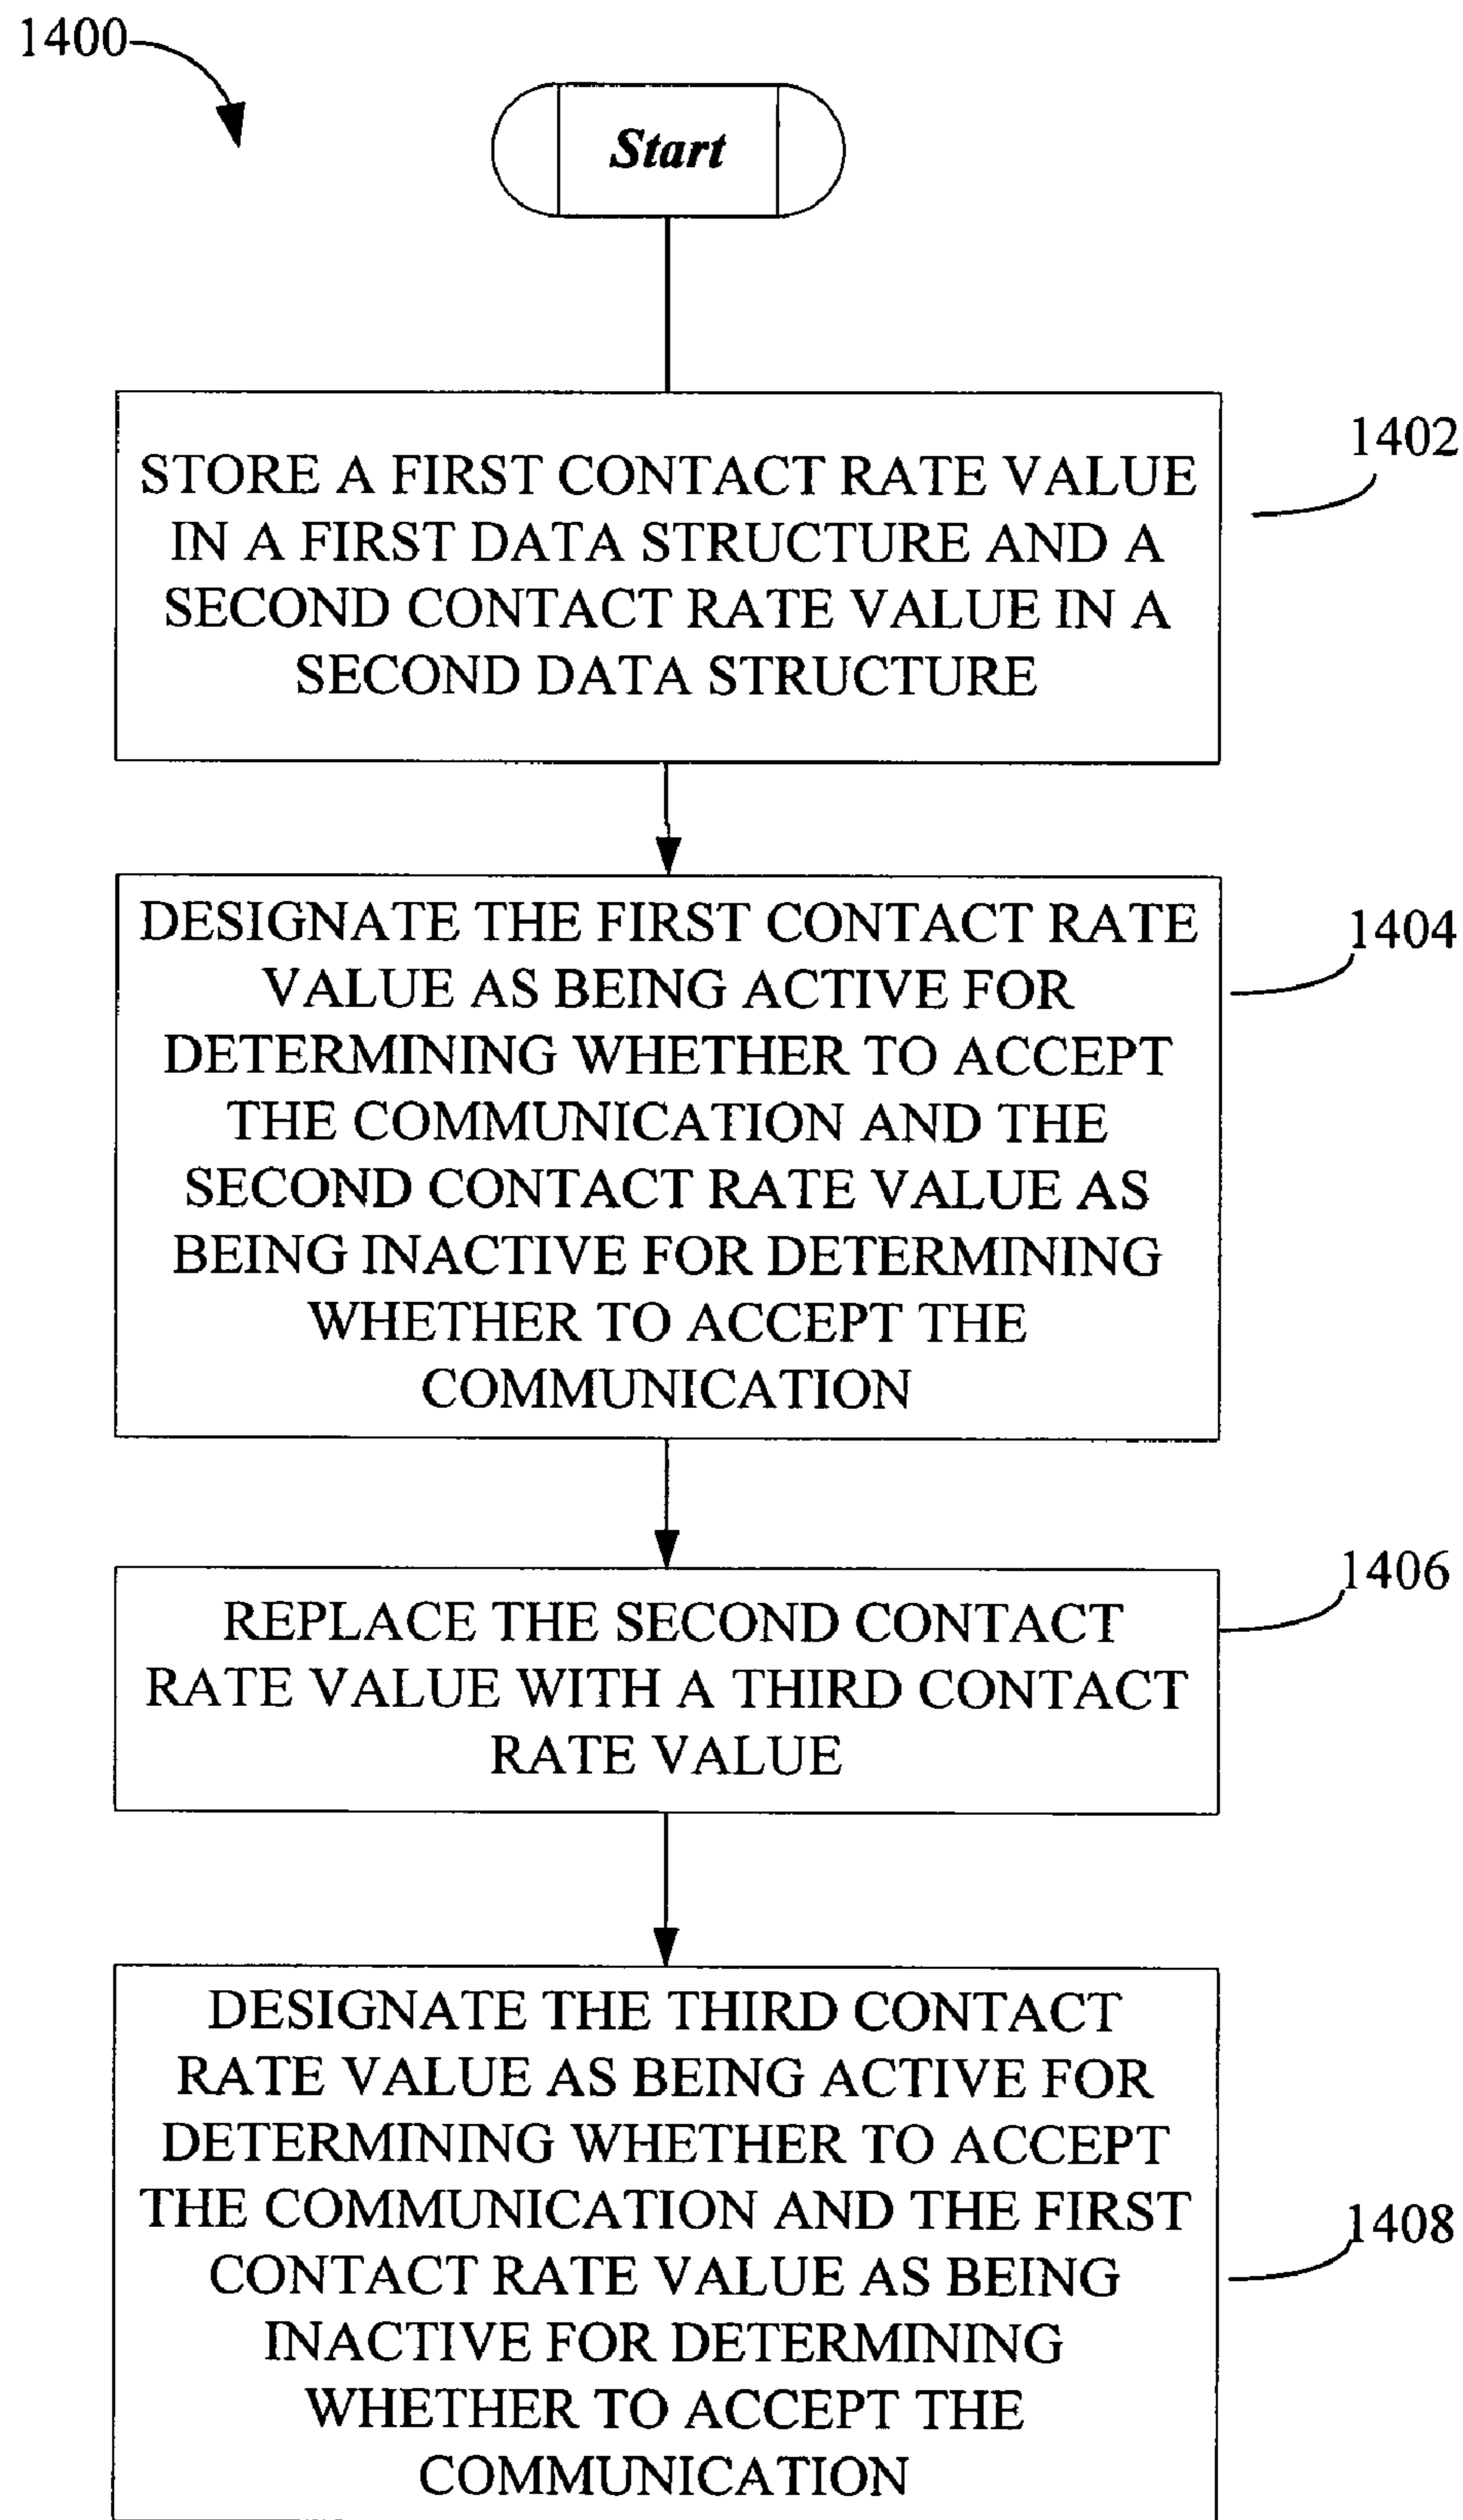 1400
Start
1402
STORE A FIRST CONTACT RATE VALUE
IN A FIRST DATA STRUCTURE AND A
SECOND CONTACT RATE VALUE IN A
SECOND DATA STRUCTURE
1404
DESIGNATE THE FIRST CONTACT RATE
VALUE AS BEING ACTIVE FOR
DETERMINING WHETHER TO ACCEPT
THE COMMUNICATION AND THE
SECOND CONTACT RATE VALUE AS
BEING INACTIVE FOR DETERMINING
WHETHER TO ACCEPT THE
COMMUNICATION
1406
REPLACE THE SECOND CONTACT
RATE VALUE WITH A THIRD CONTACT
RATE VALUE
1408
DESIGNATE THE THIRD CONTACT
RATE VALUE AS BEING ACTIVE FOR
DETERMINING WHETHER TO ACCEPT
THE COMMUNICATION AND THE FIRST
CONTACT RATE VALUE AS BEING
INACTIVE FOR DETERMINING
WHETHER TO ACCEPT THE
COMMUNICATION